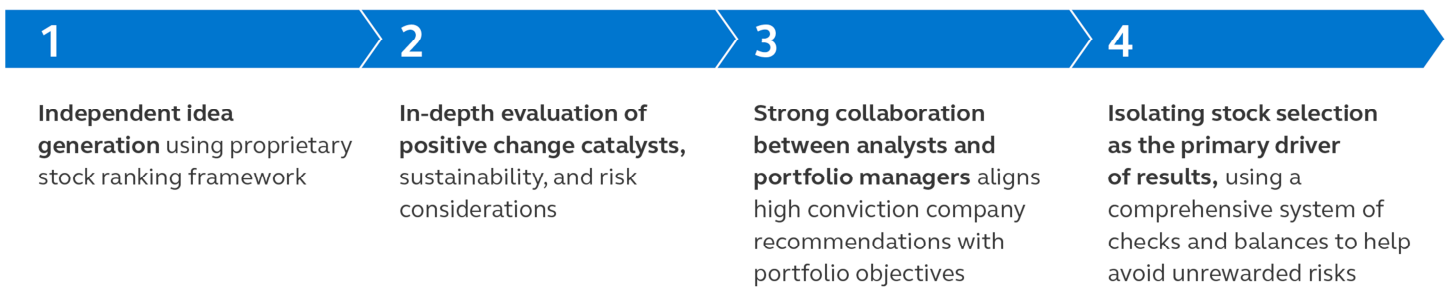 1
Independent idea
generation using proprietary
stock ranking framework
2
In-depth evaluation of
positive change catalysts,
sustainability, and risk
considerations
3
Strong collaboration
between analysts and
portfolio managers aligns
high conviction company
recommendations with
portfolio objectives
4
Isolating stock selection
as the primary driver
of results, using a
comprehensive system of
checks and balances to help
avoid unrewarded risks